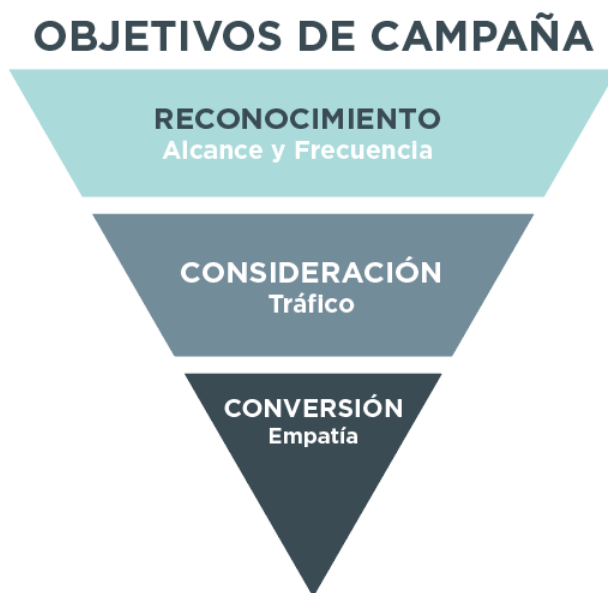 OBJETIVOS DE CAMPAÑA
RECONOCIMIENTO
Alcance y Frecuencia
CONSIDERACIÓN
Tráfico
CONVERSIÓN
Empatía